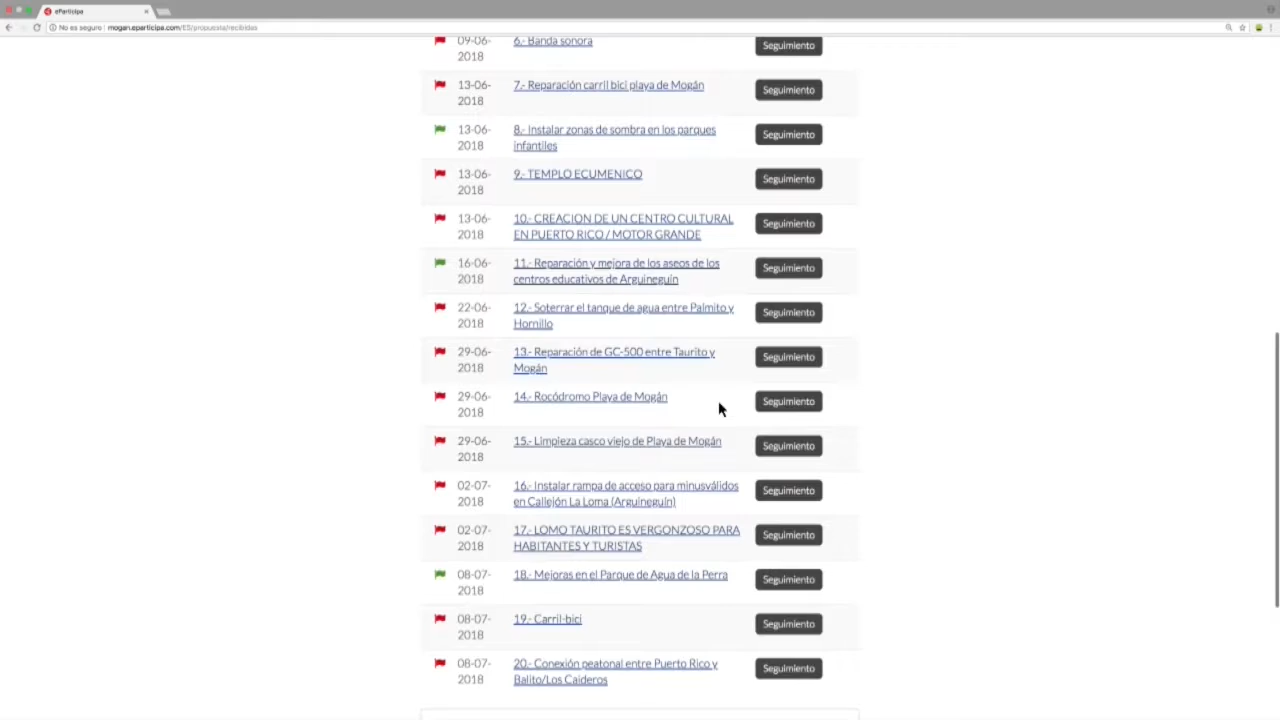 eParticipa
No es seguro | mogan.eparticipa.com/ES/propuesta/recibidas
09-06-
2018
6.- Banda sonora
Seguimiento
13-06-
2018
7.- Reparación carril bici playa de Mogán
Seguimiento
13-06-
2018
8.- Instalar zonas de sombra en los parques
infantiles
Seguimiento
13-06-
2018
9.- TEMPLO ECUMENICO
Seguimiento
13-06-
2018
10.- CREACION DE UN CENTRO CULTURAL
EN PUERTO RICO / MOTOR GRANDE
Seguimiento
16-06-
2018
11.- Reparación y mejora de los aseos de los
centros educativos de Arguineguín
Seguimiento
22-06-
2018
12.- Soterrar el tanque de agua entre Palmito y
Hornillo
Seguimiento
29-06-
2018
13.- Reparación de GC-500 entre Taurito y
Mogán
Seguimiento
29-06-
2018
14.- Rocódromo Playa de Mogán
Seguimiento
29-06-
2018
15.- Limpieza casco viejo de Playa de Mogán
Seguimiento
02-07-
2018
16.- Instalar rampa de acceso para minusválidos
en Callejón La Loma (Arguineguín)
Seguimiento
02-07-
2018
17.- LOMO TAURITO ES VERGONZOSO PARA
HABITANTES Y TURISTAS
Seguimiento
08-07-
2018
18.- Mejoras en el Parque de Agua de la Perra
Seguimiento
08-07-
2018
19.- Carril-bici
Seguimiento
08-07-
2018
20.- Conexión peatonal entre Puerto Rico y
Balito/Los Caideros
Seguimiento